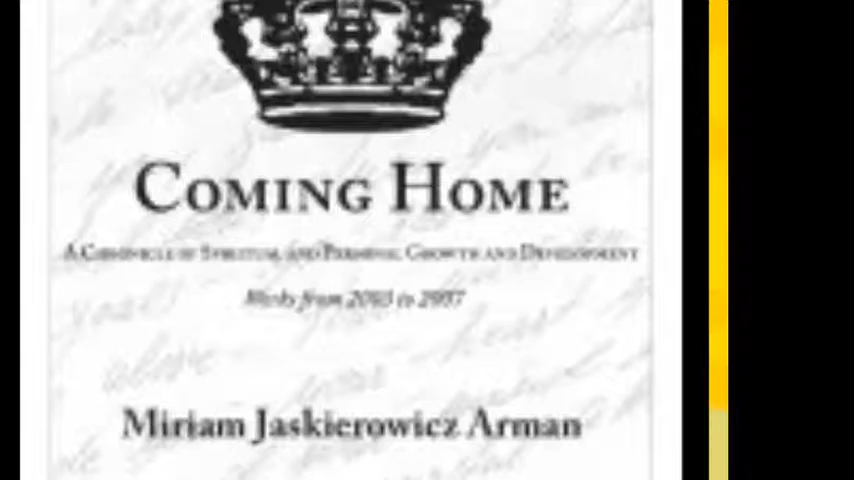 COMING HOME
A CHRONICLE OF SPIRITUAL AND PERSONAL GROWTH AND DEVELOPMENT
Works from 2003 to 2007
Miriam Jaskierowicz Arman